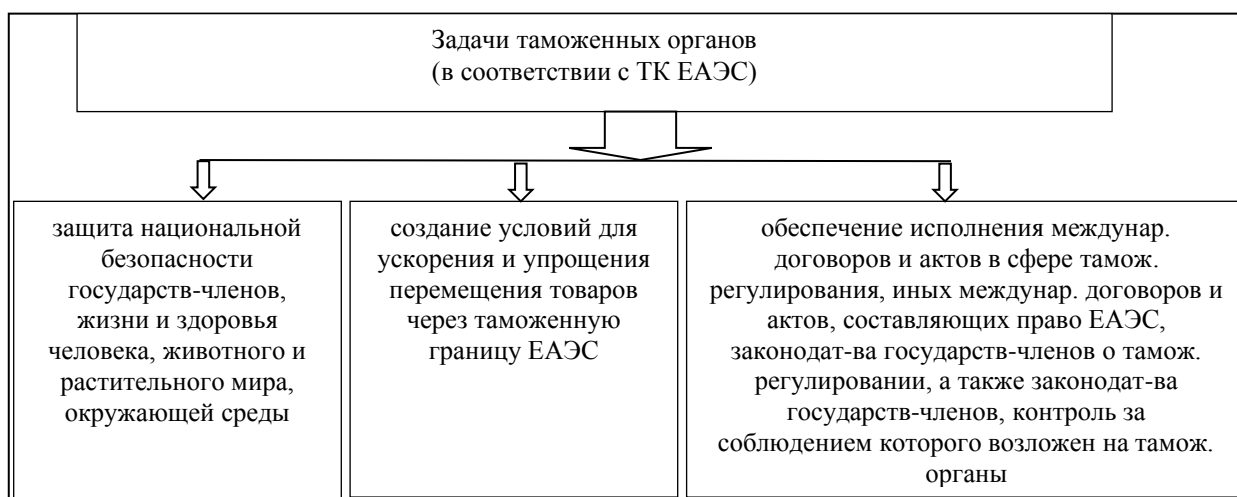 Задачи таможенных органов
(в соответствии с ТК ЕАЭС)
защита национальной
безопасности
государств-членов,
жизни и здоровья
человека, животного и
растительного мира,
окружающей среды
создание условий для
ускорения и упрощения
перемещения товаров
через таможенную
границу ЕАЭС
обеспечение исполнения междунар.
договоров и актов в сфере тамож.
регулирования, иных междунар. договоров и
актов, составляющих право ЕАЭС,
законодат-ва государств-членов о тамож.
регулировании, а также законодат-ва
государств-членов, контроль за
соблюдением которого возложен на тамож.
органы